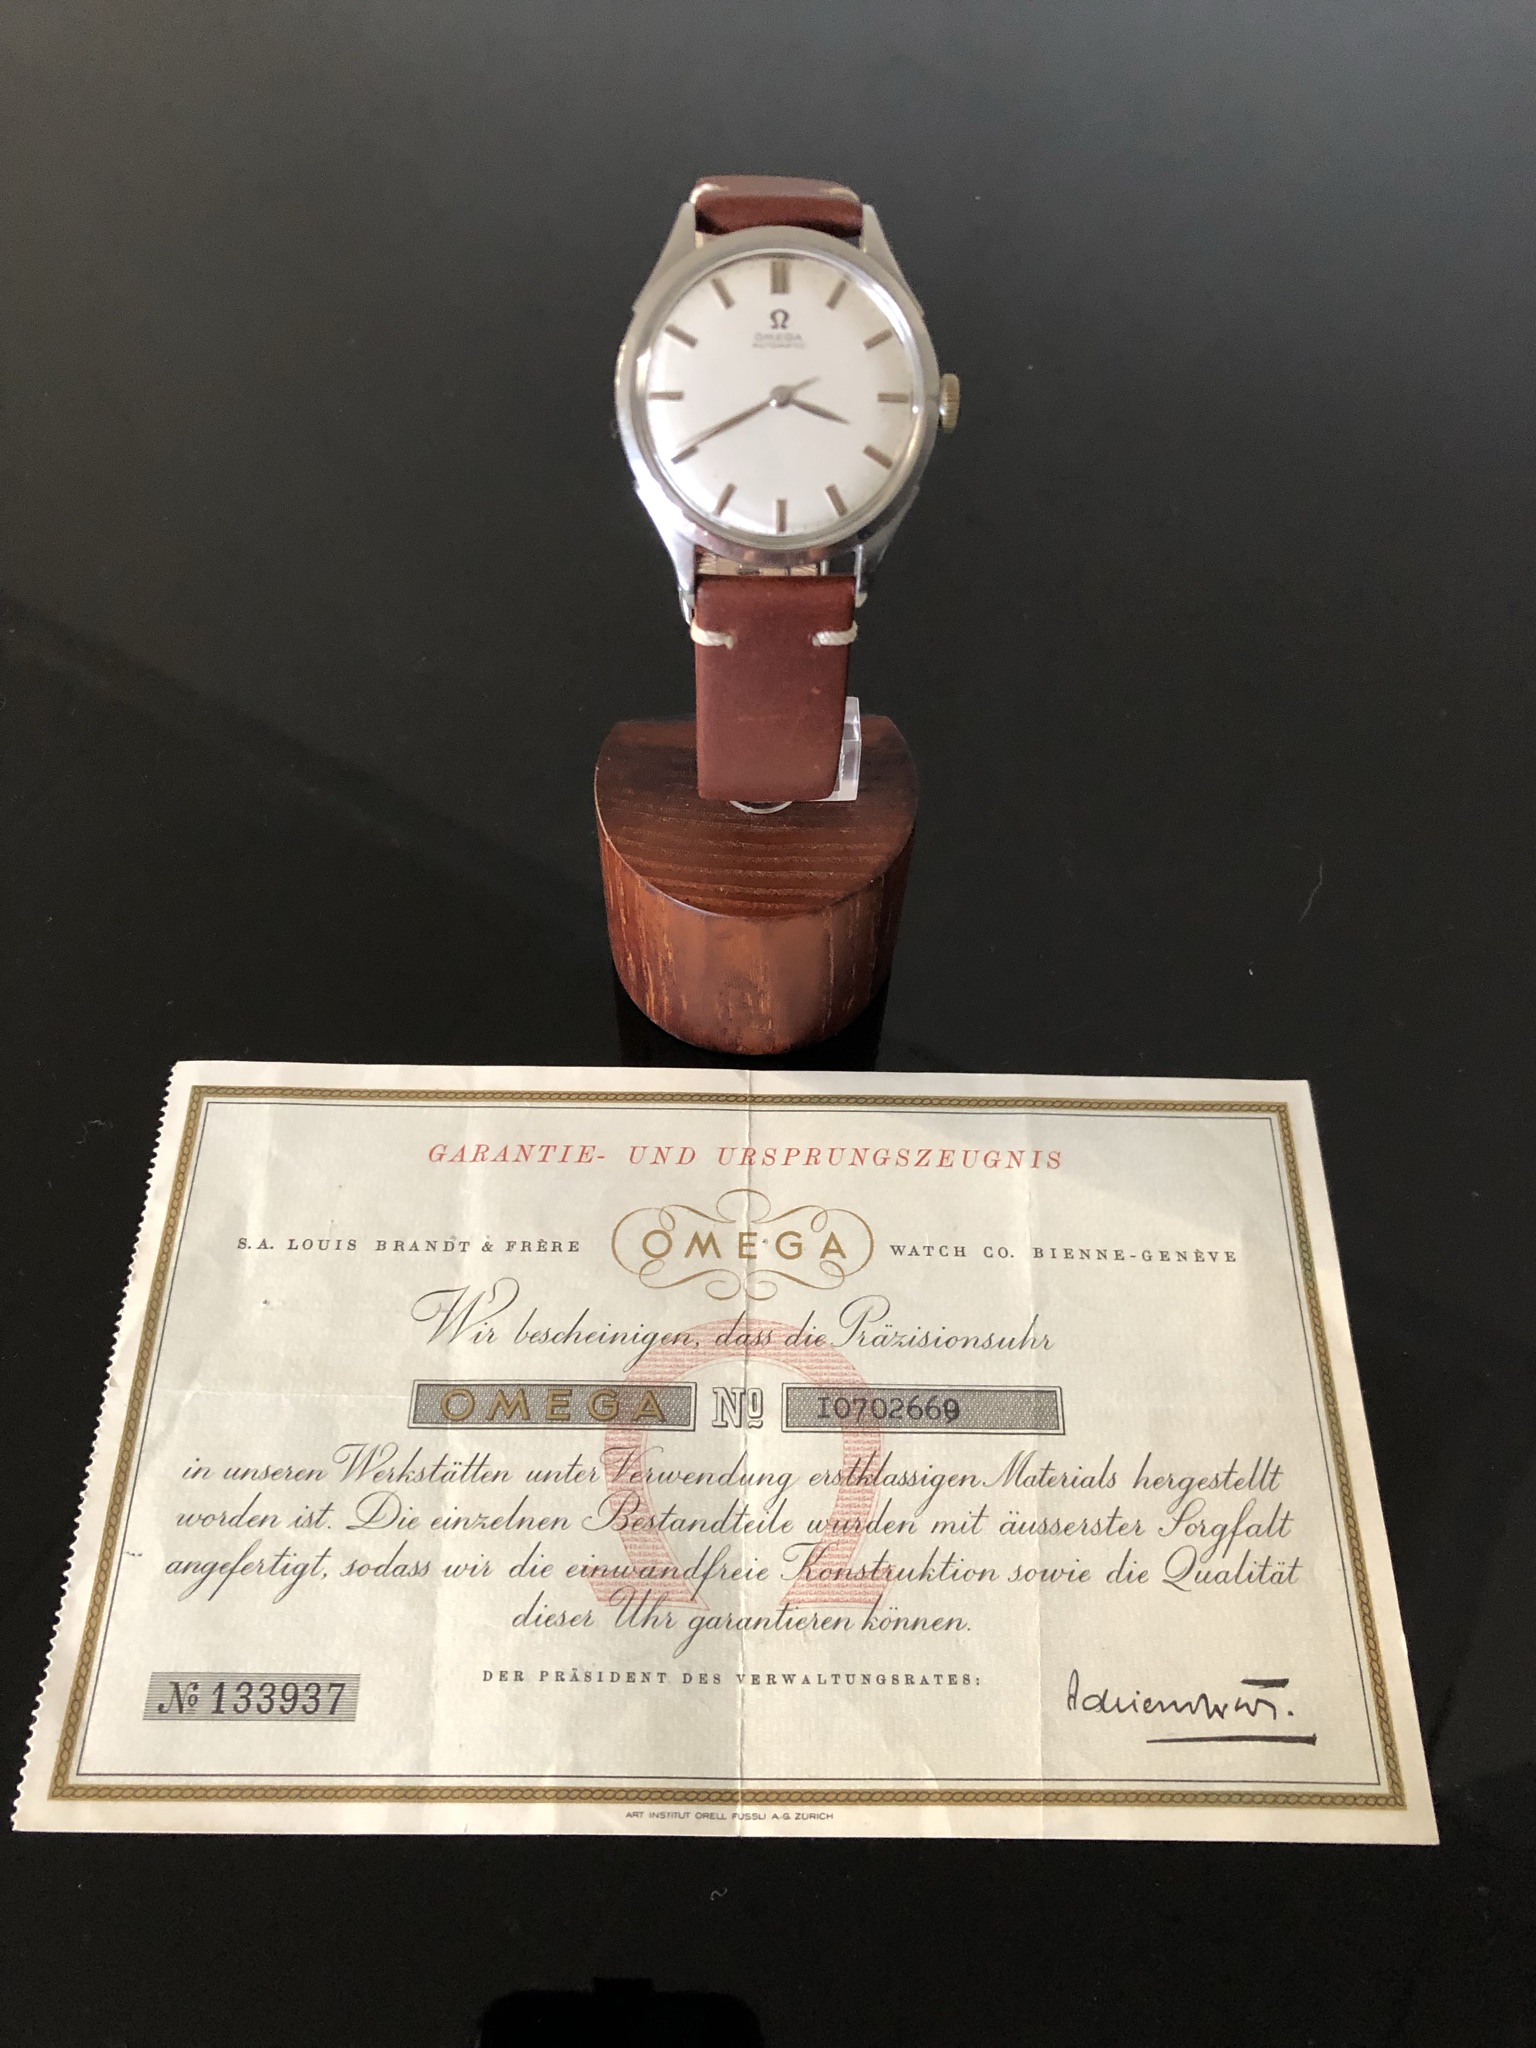 Ω
OMEGA
AUTOMATIC
GARANTIE- UND URSPRUNGSZEUGNIS
S.A. LOUIS BRANDT & FRÈRE OMEGA WATCH CO. BIENNE-GENÈVE
Wir bescheinigen, dass die Präzisionsuhr
OMEGA No I0702669
in unseren Werkstätten unter Verwendung erstklassigen Materials hergestellt
worden ist. Die einzelnen Bestandteile wurden mit äusserster Sorgfalt
angefertigt, sodass wir die einwandfreie Konstruktion sowie die Qualität
dieser Uhr garantieren können.
DER PRÄSIDENT DES VERWALTUNGSRATES:
No 133937
ART INSTITUT ORELL FÜSSLI A.-G. ZÜRICH